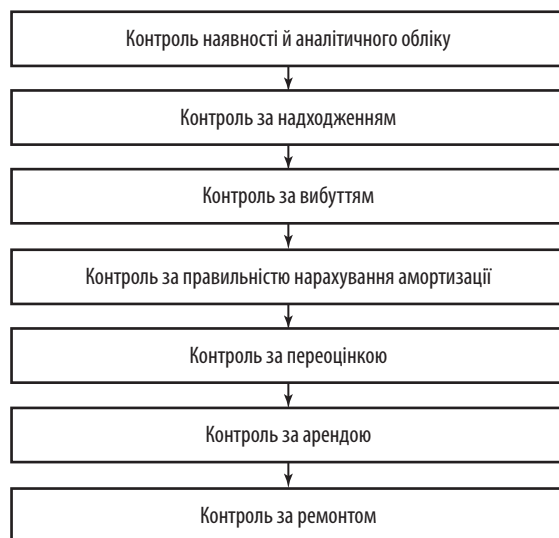 Контроль наявності й аналітичного обліку
Контроль за надходженням
Контроль за вибуттям
Контроль за правильністю нарахування амортизації
Контроль за переоцінкою
Контроль за арендою
Контроль за ремонтом